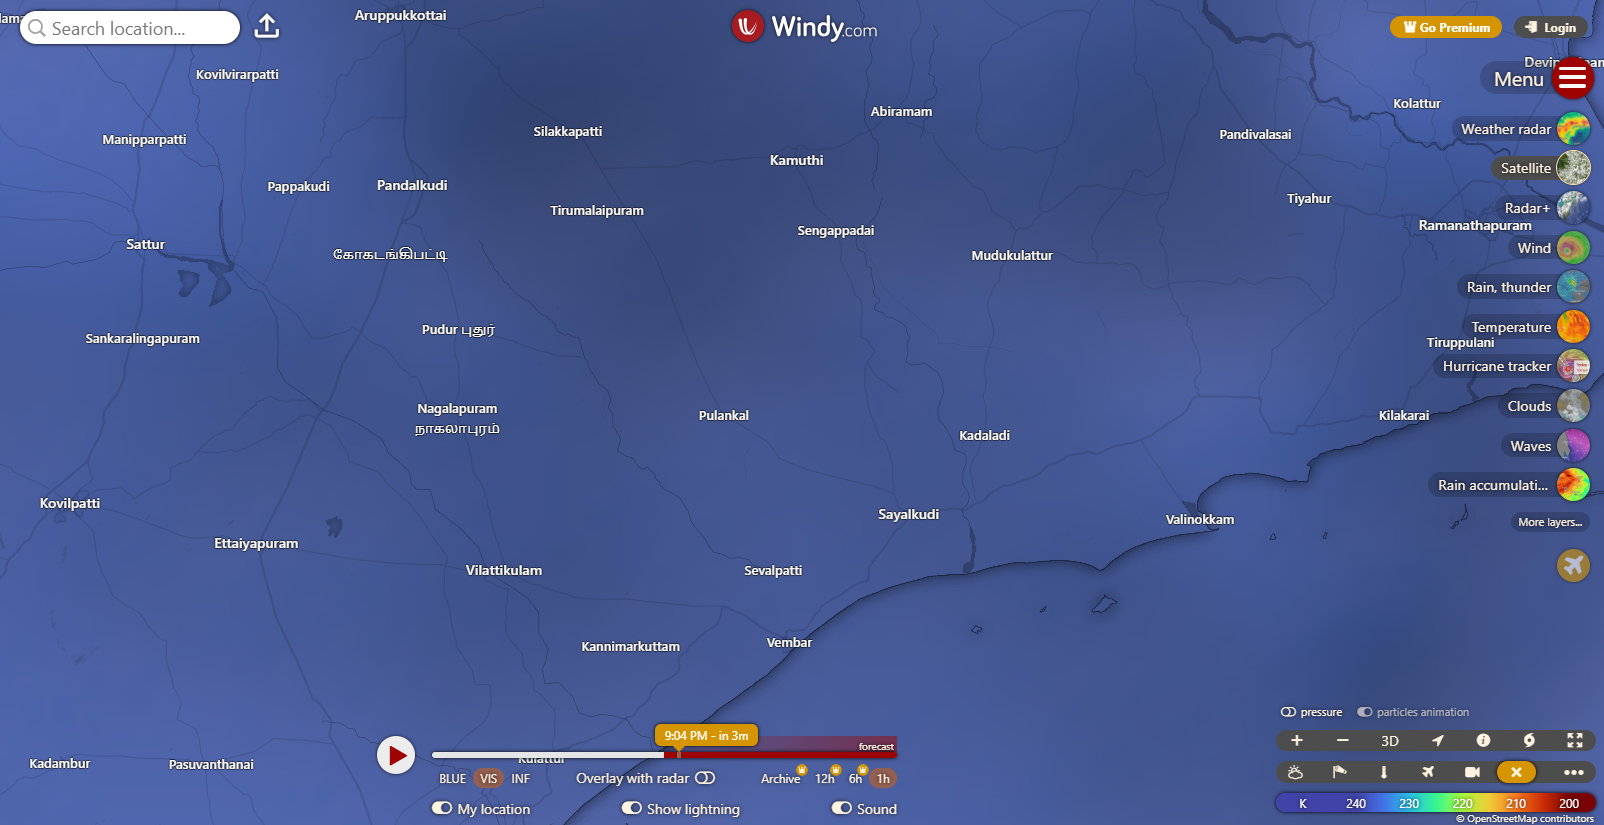 Aruppukkottai
Search location...
Windy.com
Go Premium
Login
Kovilvirarpatti
Menu
Abiramam
Kolattur
Manipparpatti
Silakkapatti
Pandivalasai
Weather radar
Kamuthi
Satellite
Pappakudi
Pandalkudi
Tirumalaipuram
Tiyahur
Radar+
Sengappadai
Ramanathapuram
Sattur
Wind
கோகடங்கிபட்டி
Mudukulattur
Rain, thunder
Pudur புதுர்
Temperature
Sankaralingapuram
Tiruppulani
Hurricane tracker
Nagalapuram
நாகலாபுரம்
Clouds
Pulankal
Kilakarai
Kadaladi
Waves
Rain accumulati...
Kovilpatti
Sayalkudi
Valinokkam
More layers...
Ettaiyapuram
Vilattikulam
Sevalpatti
Kannimarkuttam
Vembar
pressure
particles animation
9:04 PM - in 3m
forecast
3D
Kadambur
Pasuvanthanai
Kulattur
BLUE VIS INF
Overlay with radar
Archive 12h 6h 1h
My location
Show lightning
Sound
K 240 230 220 210 200
© OpenStreetMap contributors